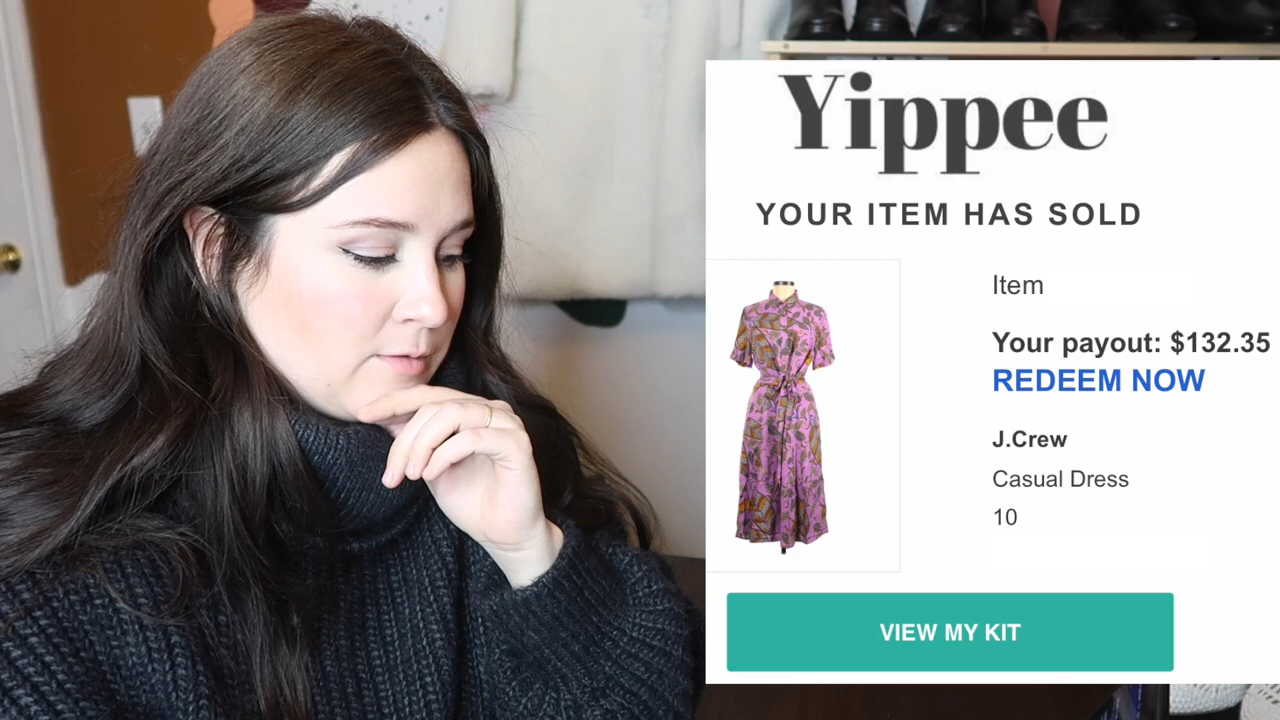 Yippee
YOUR ITEM HAS SOLD
Item
Your payout: $132.35
REDEEM NOW
J.Crew
Casual Dress
10
VIEW MY KIT